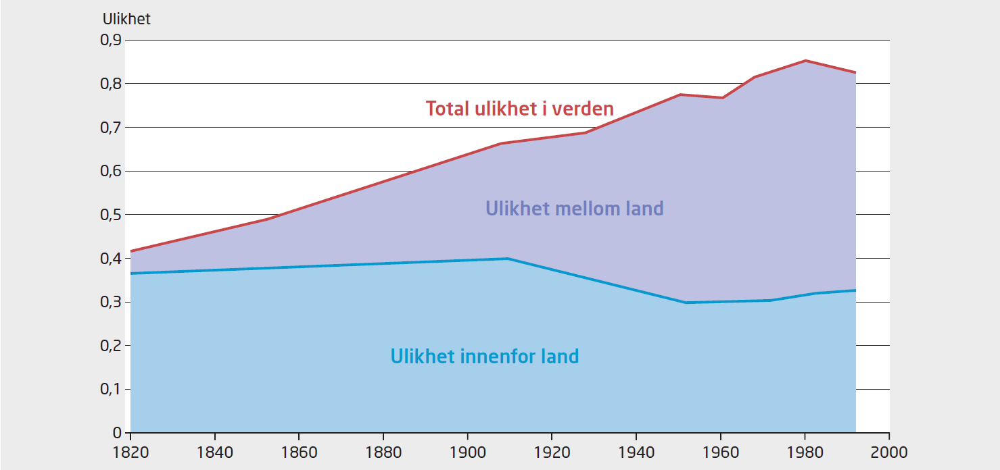 Ulikhet
0,9
0,8
Total ulikhet i verden
0,7
0,6
Ulikhet mellom land
0,5
0,4
0,3
0,2
Ulikhet innenfor land
0,1
0
1820 1840 1860 1880 1900 1920 1940 1960 1980 2000